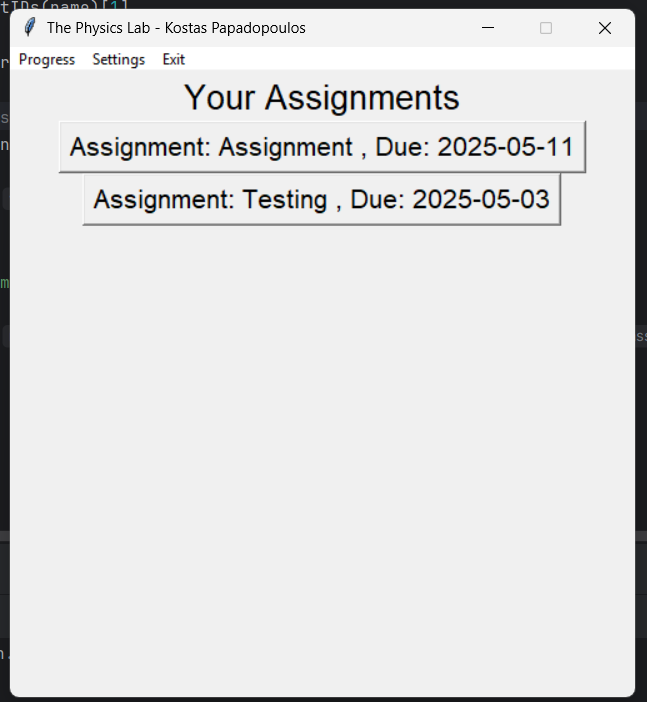 tIDs(name)[1]
The Physics Lab - Kostas Papadopoulos
Progress Settings Exit
Your Assignments
Assignment: Assignment , Due: 2025-05-11
Assignment: Testing , Due: 2025-05-03